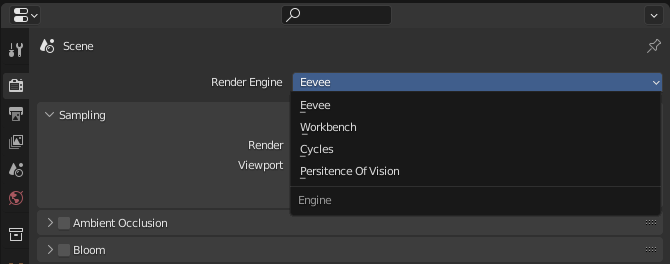 Scene
Render Engine Eevee
Eevee
Sampling
Workbench
Render Cycles
Viewport Persitence Of Vision
Engine
Ambient Occlusion
Bloom